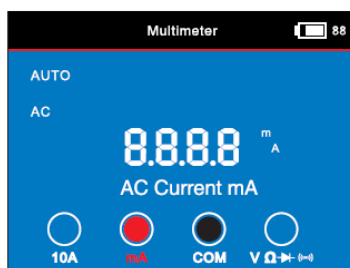 Multimeter 88
AUTO
AC
8.8.8.8 m A
AC Current mA
10A mA COM V Ω